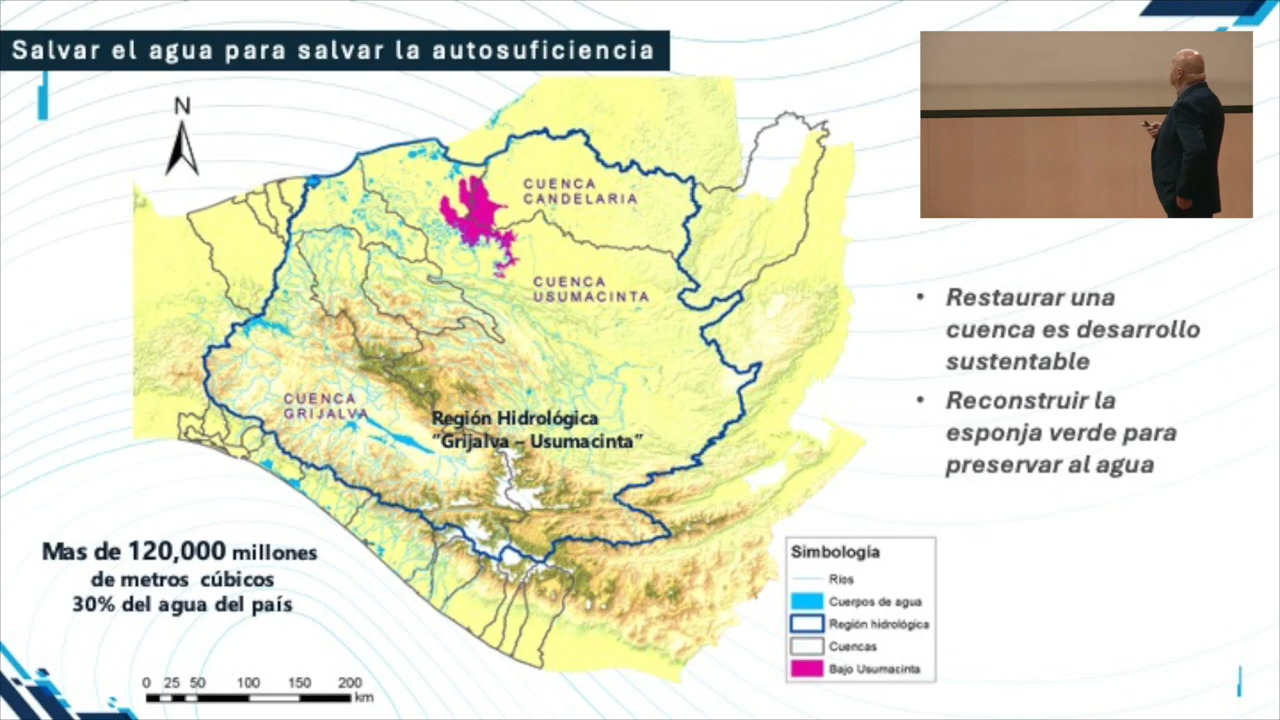 Salvar el agua para salvar la autosuficiencia
N
CUENCA
CANDELARIA
CUENCA
USUMACINTA
CUENCA
GRIJALVA
Región Hidrológica
“Grijalva – Usumacinta”
• Restaurar una
cuenca es desarrollo
sustentable
• Reconstruir la
esponja verde para
preservar al agua
Mas de 120,000 millones
de metros cúbicos
30% del agua del país
Simbología
Ríos
Cuerpos de agua
Región hidrológica
Cuencas
Bajo Usumacinta
0 25 50 100 150 200
km